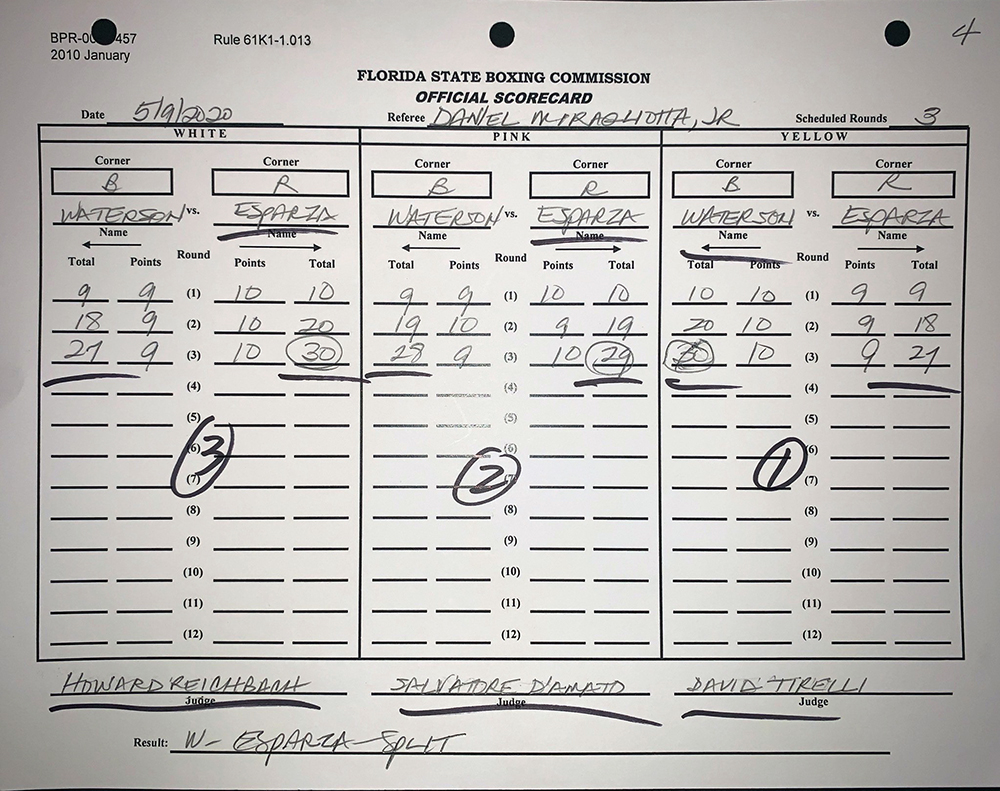 BPR-00 457 Rule 61K1-1.013 4
2010 January
FLORIDA STATE BOXING COMMISSION
OFFICIAL SCORECARD
Date 5/9/2020 Referee DANIEL MIRAGLIOTTA, JR Scheduled Rounds 3
WHITE PINK YELLOW
Corner Corner Corner Corner Corner Corner
B R B R B R
WATERSON vs. ESPARZA WATERSON vs. ESPARZA WATERSON vs. ESPARZA
Name Name Name Name Name Name
Total Points Round Points Total Total Points Round Points Total Total Points Round Points Total
9 9 (1) 10 10 9 9 (1) 10 10 10 10 (1) 9 9
18 9 (2) 10 20 19 10 (2) 9 19 20 10 (2) 9 18
27 9 (3) 10 30 28 9 (3) 10 29 30 10 (3) 9 27
(4) (4) (4)
(5) (5) (5)
(6) (6) (6)
3 2 1
(7) (7) (7)
(8) (8) (8)
(9) (9) (9)
(10) (10) (10)
(11) (11) (11)
(12) (12) (12)
HOWARD REICHBACH SALVATORE D'AMATO DAVID TIRELLI
Judge Judge Judge
Result: W- ESPARZA-SPLIT